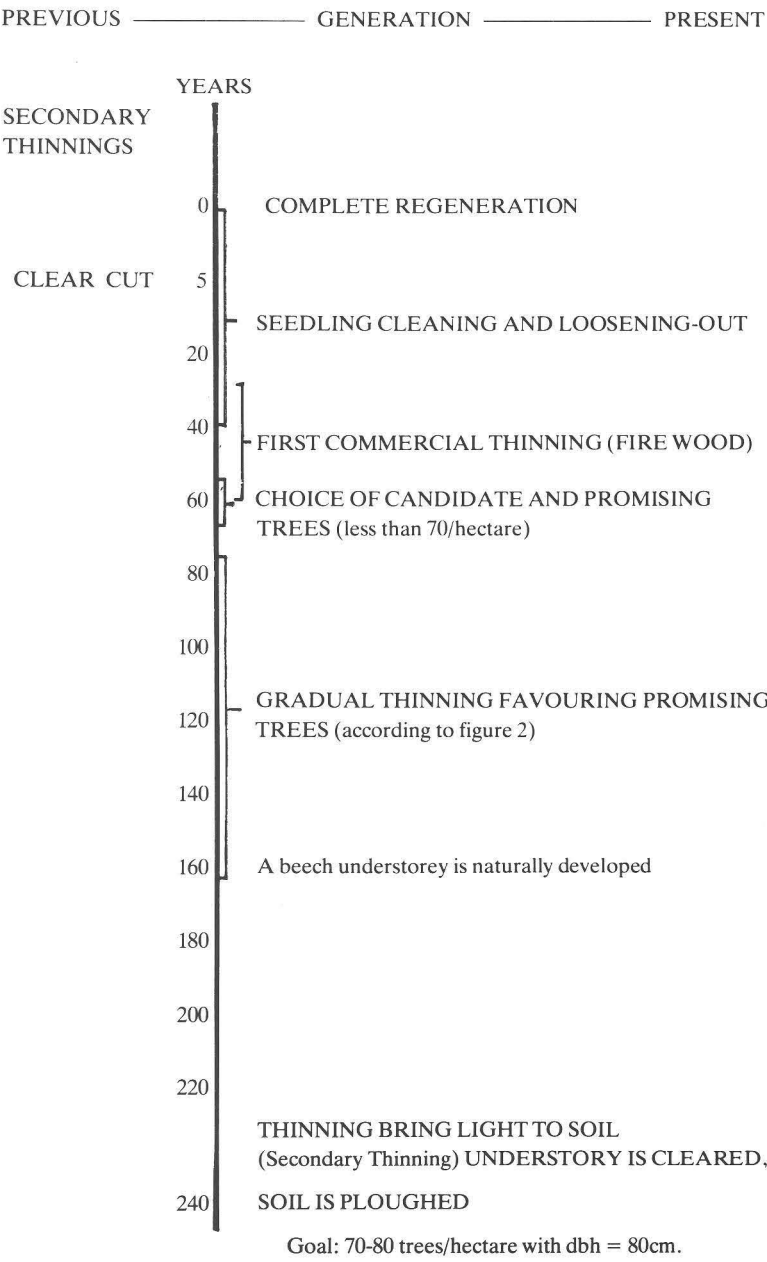 PREVIOUS GENERATION PRESENT
YEARS
SECONDARY
THINNINGS
0 COMPLETE REGENERATION
CLEAR CUT 5
SEEDLING CLEANING AND LOOSENING-OUT
20
40
FIRST COMMERCIAL THINNING (FIRE WOOD)
60 CHOICE OF CANDIDATE AND PROMISING
TREES (less than 70/hectare)
80
100
GRADUAL THINNING FAVOURING PROMISING
120 TREES (according to figure 2)
140
160 A beech understorey is naturally developed
180
200
220
THINNING BRING LIGHT TO SOIL
(Secondary Thinning) UNDERSTORY IS CLEARED,
240 SOIL IS PLOUGHED
Goal: 70-80 trees/hectare with dbh = 80cm.